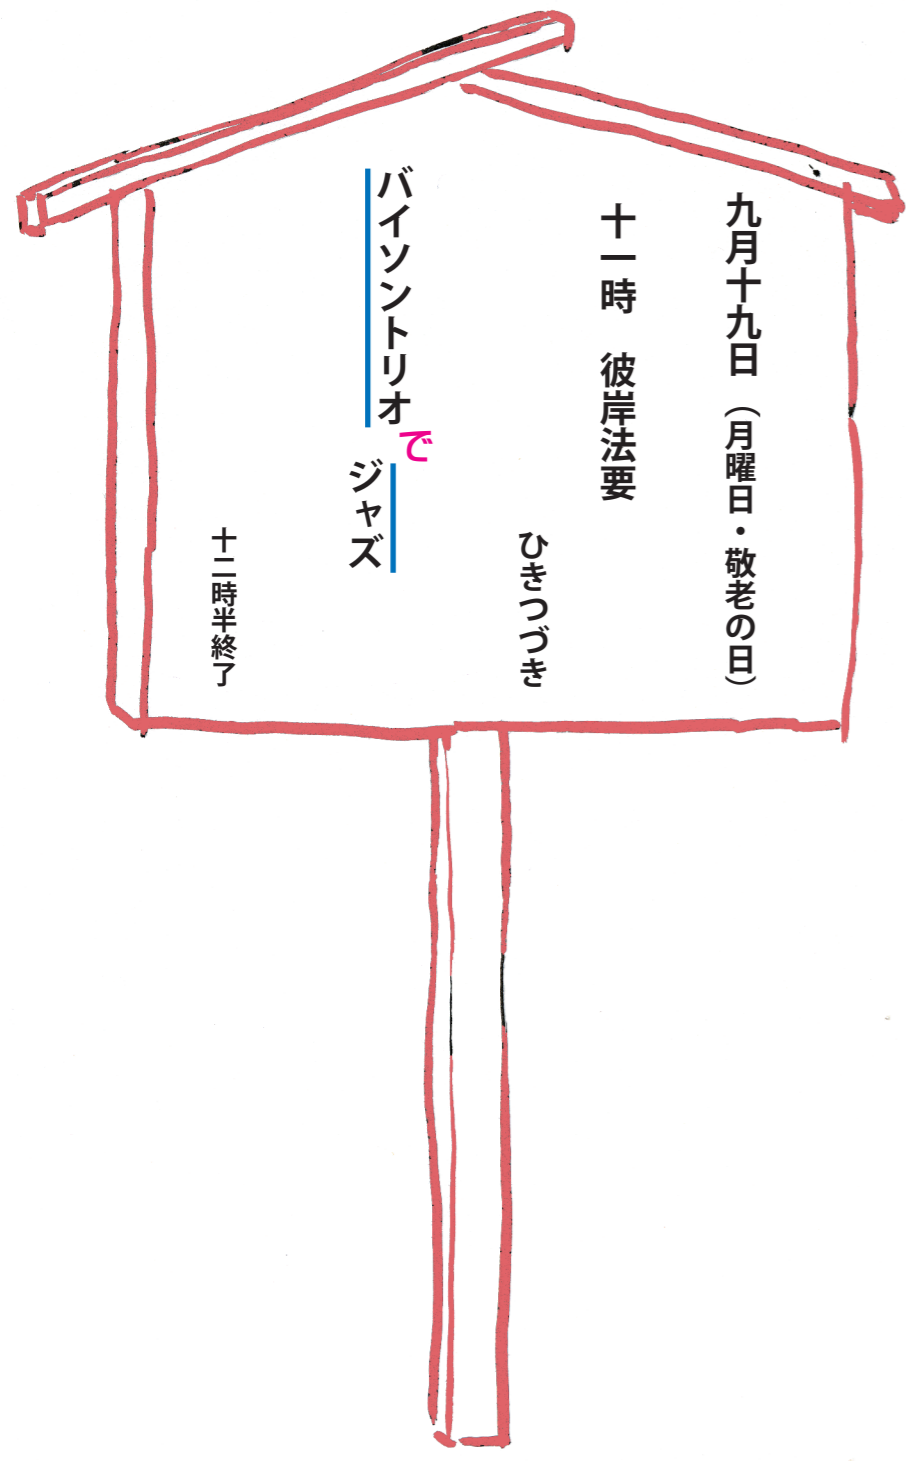 九月十九日 （月曜日・敬老の日）
十一時 彼岸法要
ひきつづき
バイソントリオで
ジャズ
十二時半終了